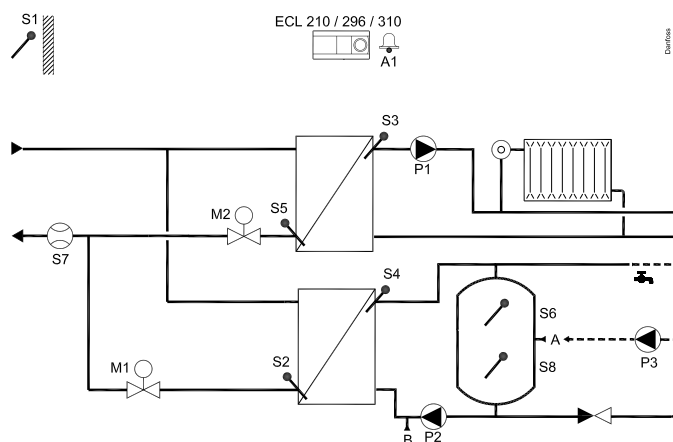 S1
ECL 210 / 296 / 310
A1
Danfoss
S3
P1
M2
S5
S7
S4
S6
A
S8
P3
M1
S2
P2
B